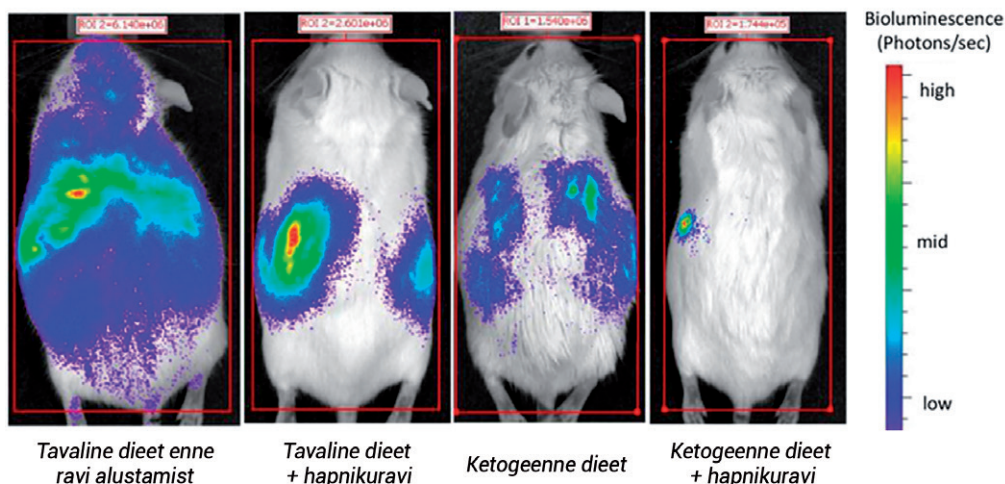 ROI 2=6.140e+06
ROI 2=2.601e+06
ROI 1=1.540e+06
ROI 2=1.744e+05
Bioluminescence
(Photons/sec)
high
mid
low
Tavaline dieet enne
ravi alustamist
Tavaline dieet
+ hapnikuravi
Ketogeenne dieet
Ketogeenne dieet
+ hapnikuravi